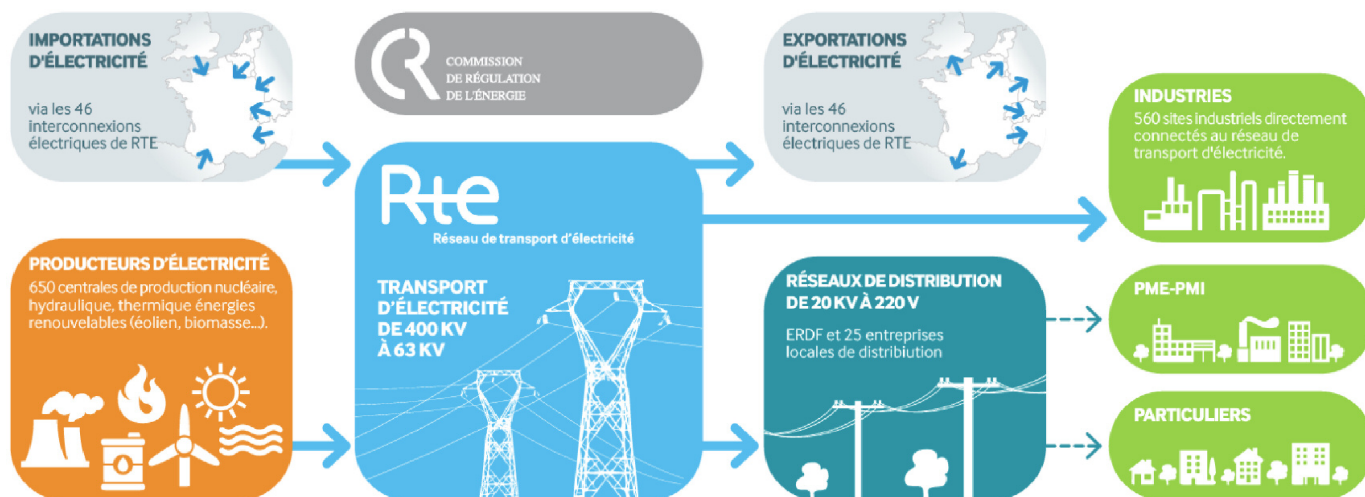 IMPORTATIONS
D'ÉLECTRICITÉ
via les 46
interconnexions
électriques de RTE
CR
COMMISSION
DE RÉGULATION
DE L'ÉNERGIE
EXPORTATIONS
D'ÉLECTRICITÉ
via les 46
interconnexions
électriques de RTE
INDUSTRIES
560 sites industriels directement
connectés au réseau de
transport d'électricité.
Rte
Réseau de transport d'électricité
TRANSPORT
D'ÉLECTRICITÉ
DE 400 KV
À 63 KV
PRODUCTEURS D'ÉLECTRICITÉ
650 centrales de production nucléaire,
hydraulique, thermique énergies
renouvelables (éolien, biomasse...).
RÉSEAUX DE DISTRIBUTION
DE 20 KV À 220 V
ERDF et 25 entreprises
locales de distribiution
PME-PMI
PARTICULIERS